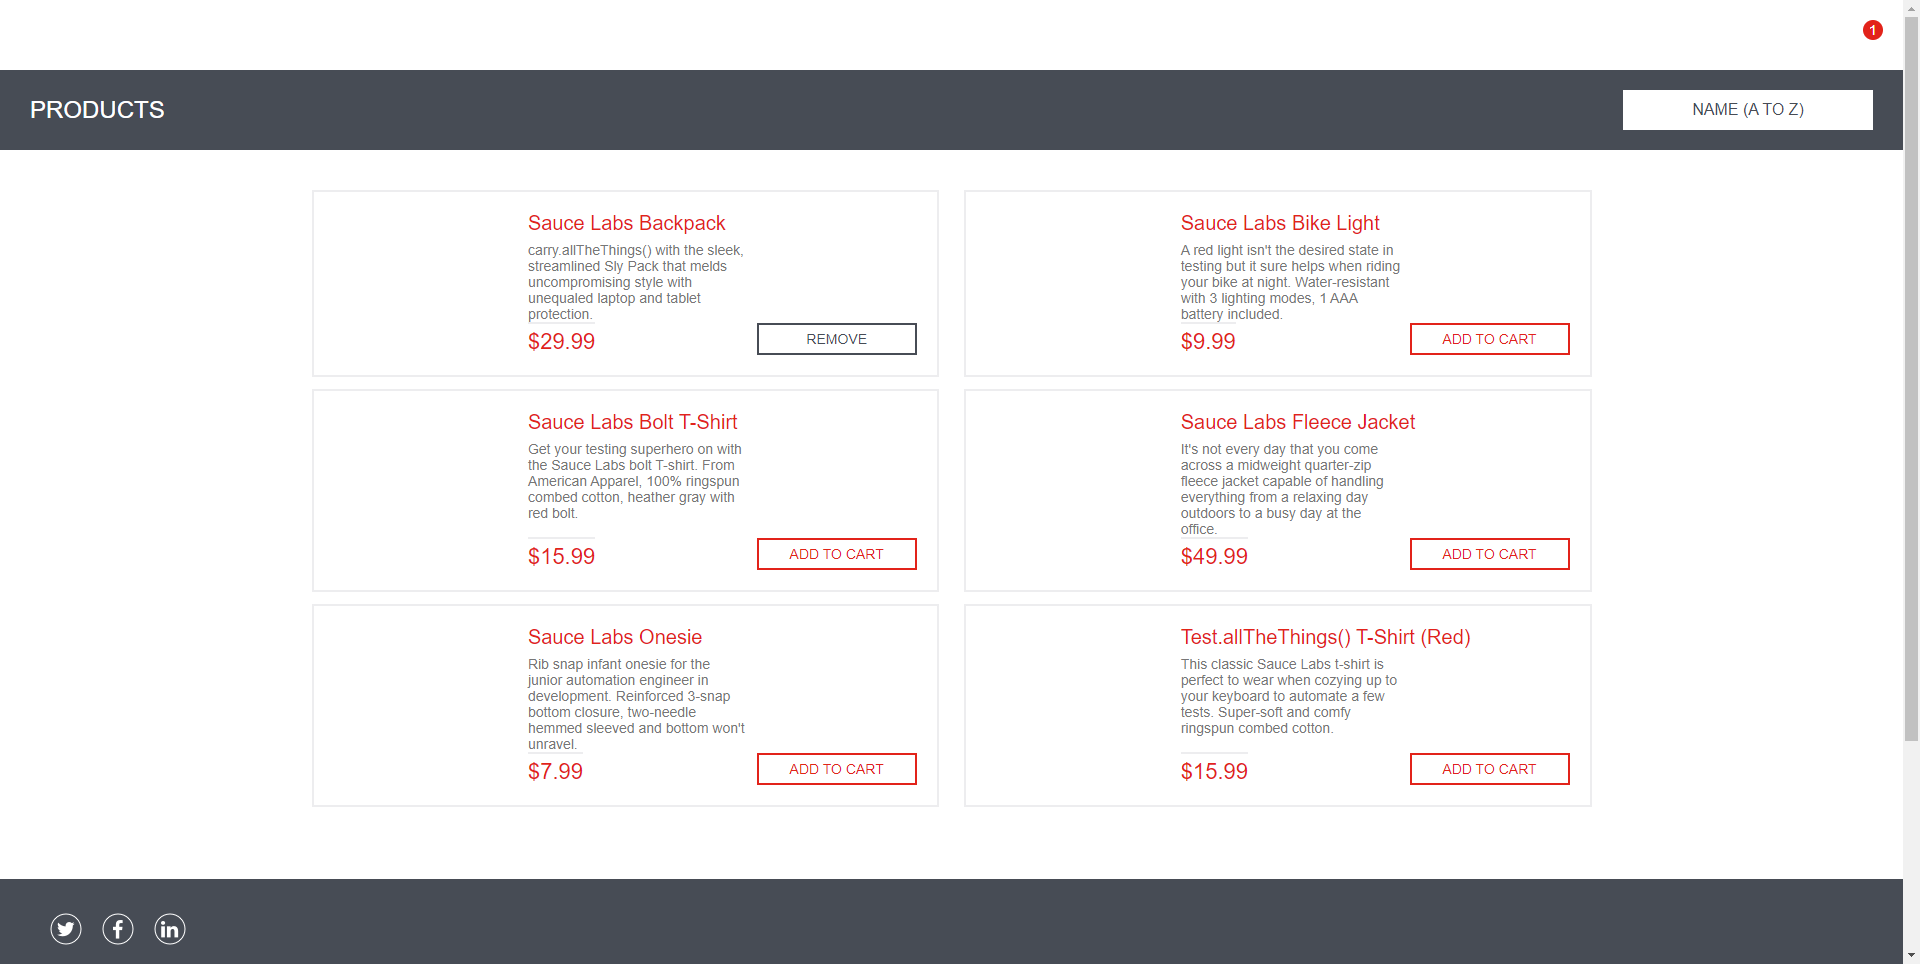 1
PRODUCTS
NAME (A TO Z)
Sauce Labs Backpack
carry.allTheThings() with the sleek,
streamlined Sly Pack that melds
uncompromising style with
unequaled laptop and tablet
protection.
$29.99
REMOVE
Sauce Labs Bike Light
A red light isn't the desired state in
testing but it sure helps when riding
your bike at night. Water-resistant
with 3 lighting modes, 1 AAA
battery included.
$9.99
ADD TO CART
Sauce Labs Bolt T-Shirt
Get your testing superhero on with
the Sauce Labs bolt T-shirt. From
American Apparel, 100% ringspun
combed cotton, heather gray with
red bolt.
$15.99
ADD TO CART
Sauce Labs Fleece Jacket
It's not every day that you come
across a midweight quarter-zip
fleece jacket capable of handling
everything from a relaxing day
outdoors to a busy day at the
office.
$49.99
ADD TO CART
Sauce Labs Onesie
Rib snap infant onesie for the
junior automation engineer in
development. Reinforced 3-snap
bottom closure, two-needle
hemmed sleeved and bottom won't
unravel.
$7.99
ADD TO CART
Test.allTheThings() T-Shirt (Red)
This classic Sauce Labs t-shirt is
perfect to wear when cozying up to
your keyboard to automate a few
tests. Super-soft and comfy
ringspun combed cotton.
$15.99
ADD TO CART